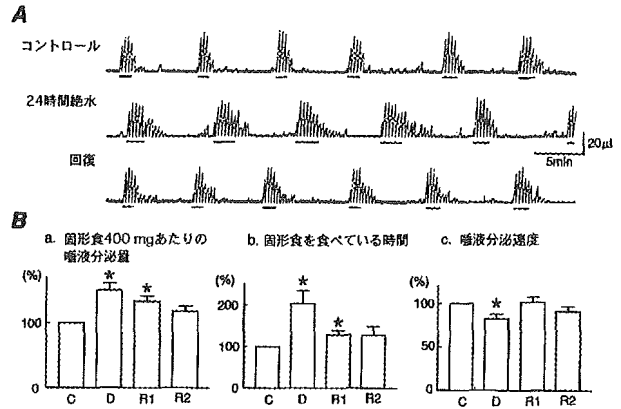 A
コントロール
24時間絶水
回復
20μl
5min
B
a. 固形食400 mgあたりの
唾液分泌量
b. 固形食を食べている時間
c. 唾液分泌速度
(%)
100
0
C D R1 R2
(%)
200
100
0
C D R1 R2
(%)
100
50
0
C D R1 R2
* * * * *